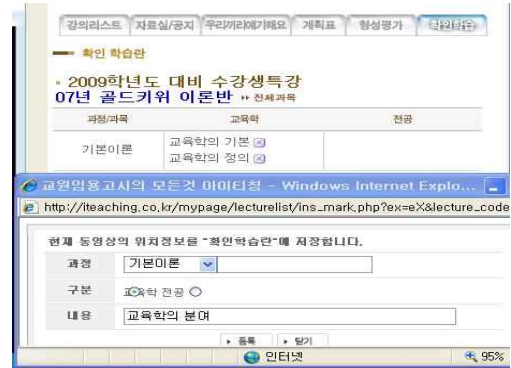 강의리스트 자료실/공지 우리끼리얘기해요 계획표 형성평가 확인학습
확인 학습란
2009학년도 대비 수강생특강
07년 골드키위 이론반 ▸▸ 전체과목
과정/과목 교육학 전공
기본이론 교육학의 기본
교육학의 정의
교원임용고시의 모든것 아이티칭 - Windows Internet Explo...
http://iteaching.co.kr/mypage/lecturelist/ins_mark.php?ex=eX&lecture_code
현재 동영상의 위치정보를 "확인학습란"에 저장합니다.
과정 기본이론
구분 교육학 전공
내용 교육학의 분여
▸ 등록 ▸ 닫기
인터넷 95%